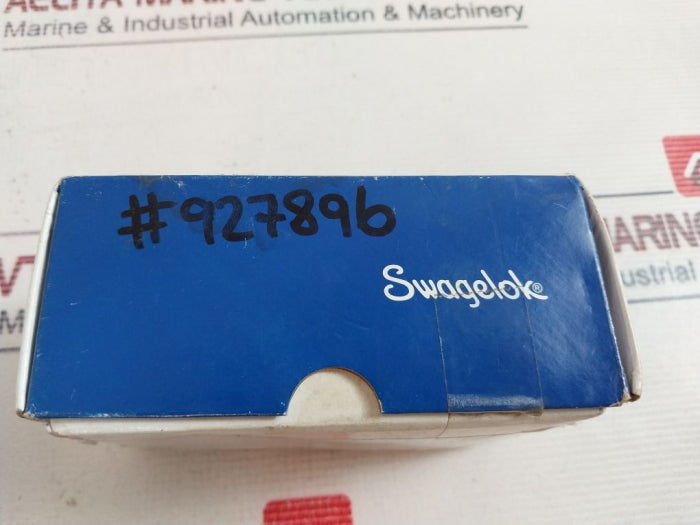 Marine & Industrial Automation & Machinery
#927896
Swagelok®